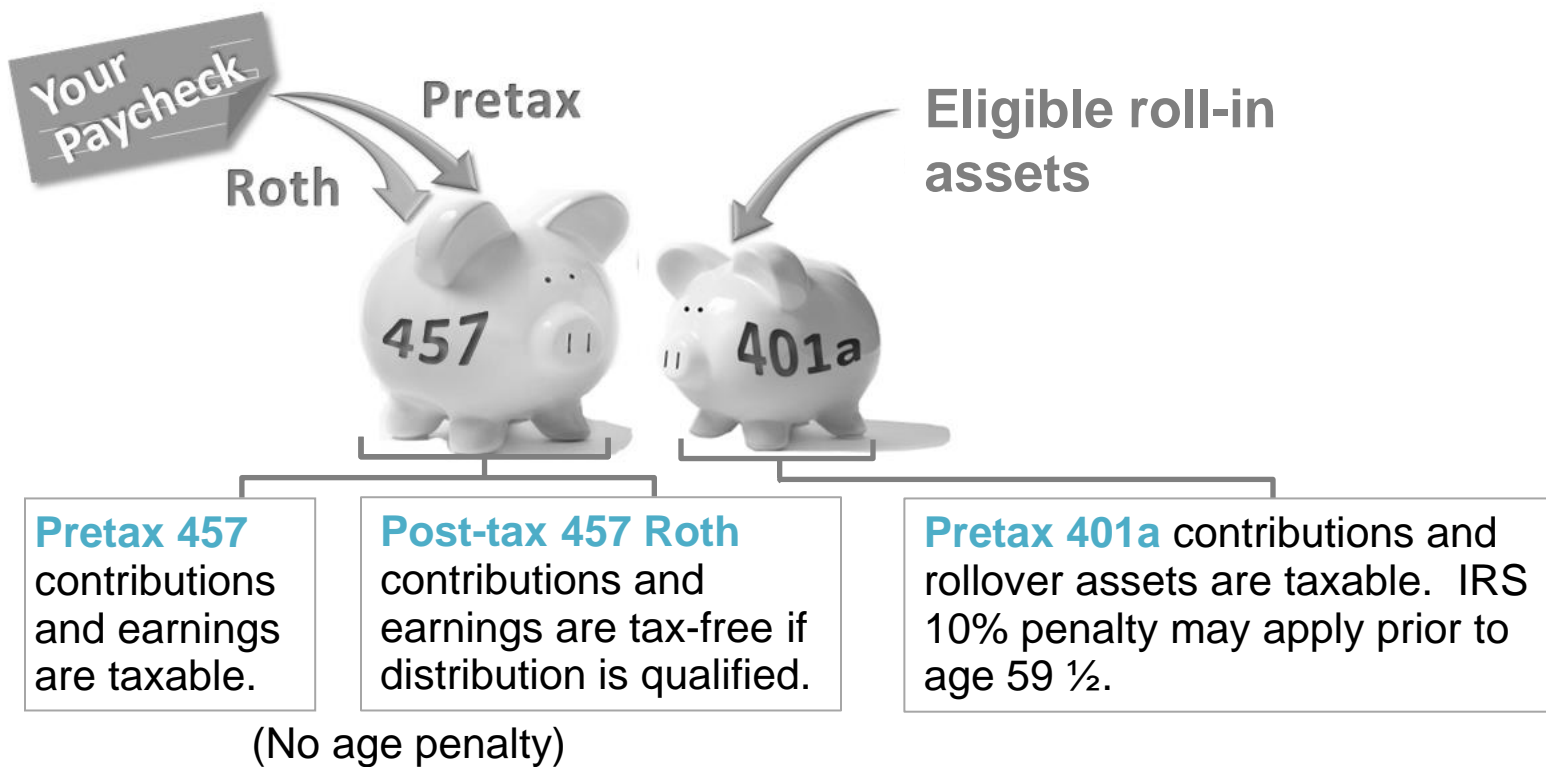 Your
Paycheck
Pretax
Roth
Eligible roll-in
assets
457
401a
Pretax 457
contributions
and earnings
are taxable.
Post-tax 457 Roth
contributions and
earnings are tax-free if
distribution is qualified.
Pretax 401a contributions and
rollover assets are taxable.  IRS
10% penalty may apply prior to
age 59 ½.
(No age penalty)